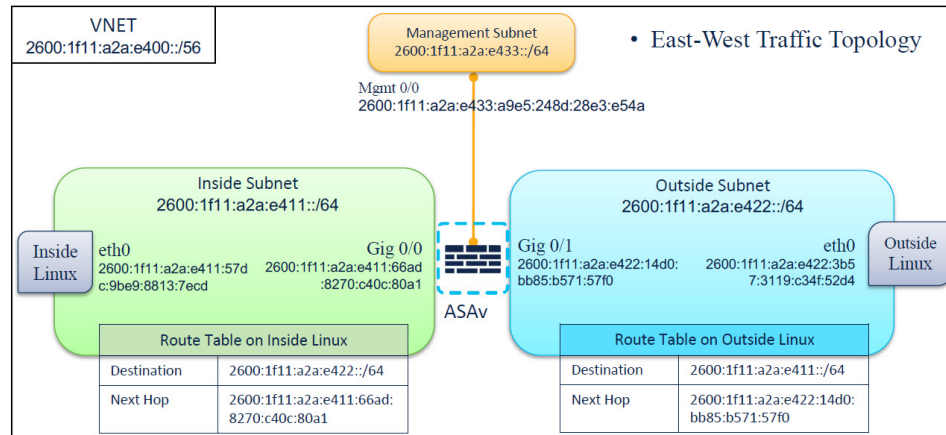 VNET
2600:1f11:a2a:e400::/56
Management Subnet
2600:1f11:a2a:e433::/64
• East-West Traffic Topology
Mgmt 0/0
2600:1f11:a2a:e433:a9e5:248d:28e3:e54a
Inside Subnet
2600:1f11:a2a:e411::/64
Outside Subnet
2600:1f11:a2a:e422::/64
Inside
Linux
eth0
2600:1f11:a2a:e411:57d
c:9be9:8813:7ecd
Gig 0/0
2600:1f11:a2a:e411:66ad
:8270:c40c:80a1
ASAv
Gig 0/1
2600:1f11:a2a:e422:14d0:
bb85:b571:57f0
eth0
2600:1f11:a2a:e422:3b5
7:3119:c34f:52d4
Outside
Linux
Route Table on Inside Linux
Destination 2600:1f11:a2a:e422::/64
Next Hop 2600:1f11:a2a:e411:66ad:
8270:c40c:80a1
Route Table on Outside Linux
Destination 2600:1f11:a2a:e411::/64
Next Hop 2600:1f11:a2a:e422:14d0:
bb85:b571:57f0